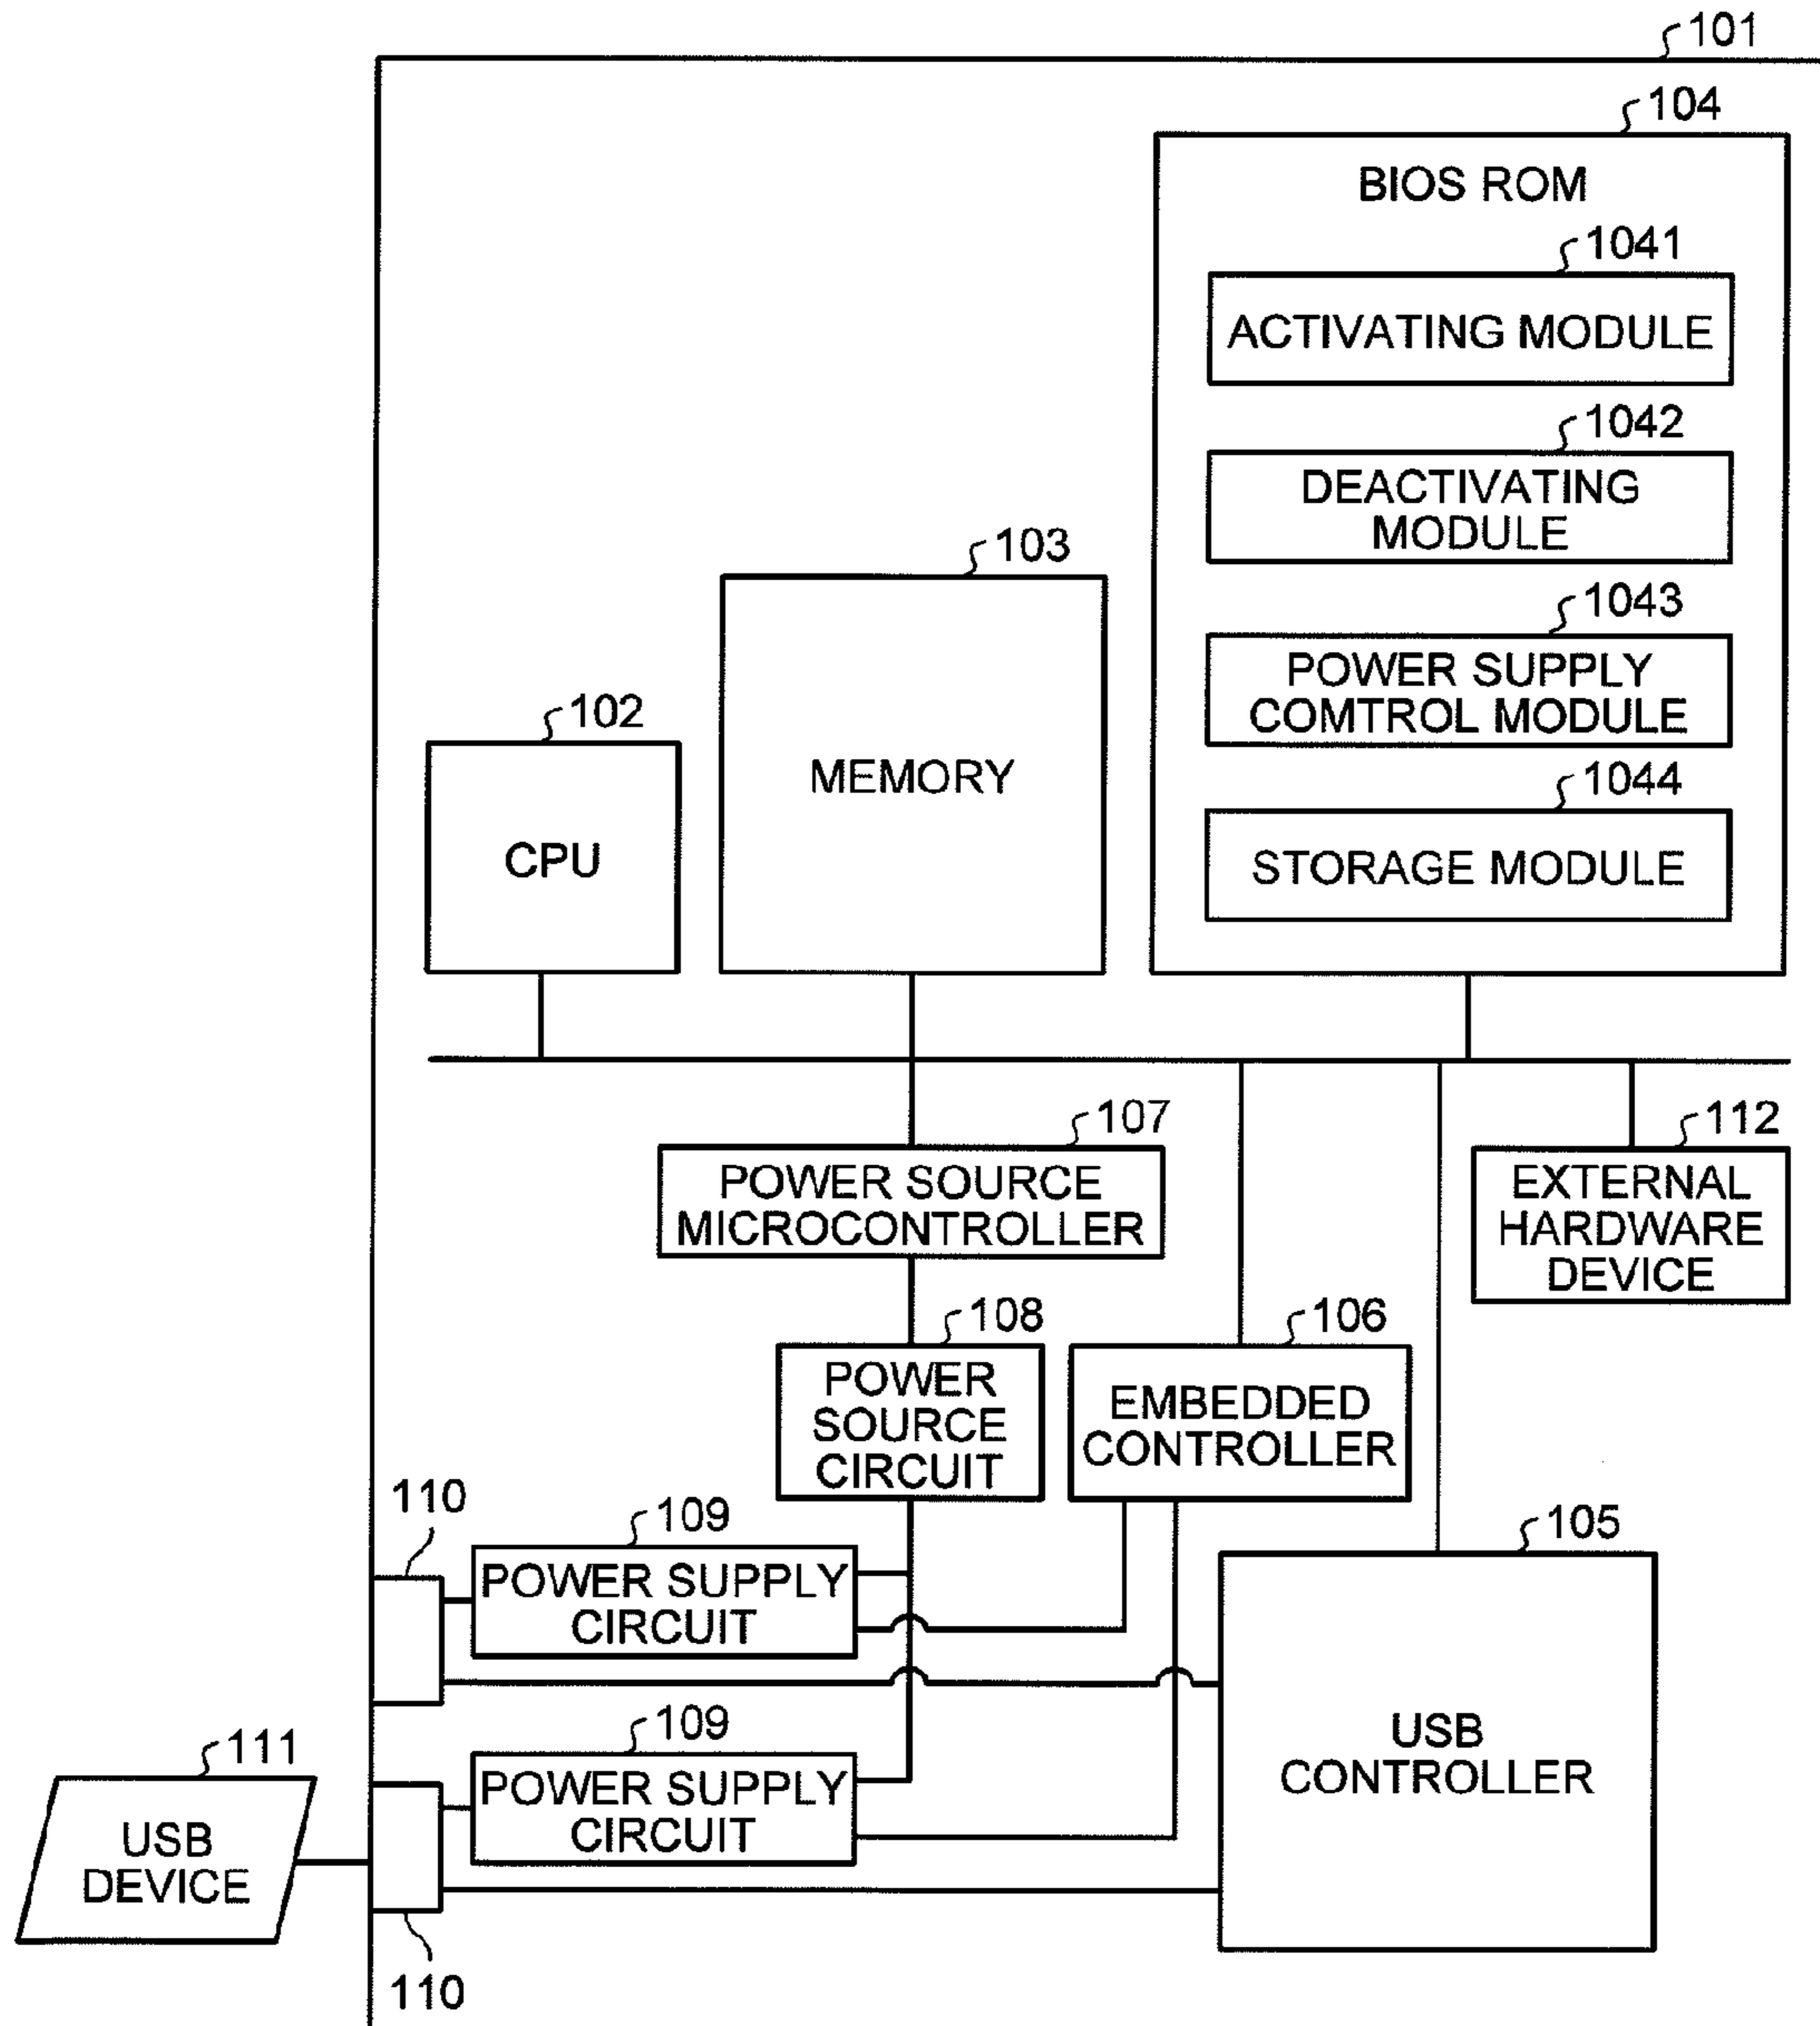 101
104
BIOS ROM
1041
ACTIVATING MODULE
1042
DEACTIVATING
MODULE
103
1043
POWER SUPPLY
COMTROL MODULE
102
MEMORY
1044
CPU
STORAGE MODULE
107
112
POWER SOURCE
MICROCONTROLLER
EXTERNAL
HARDWARE
DEVICE
108
106
POWER
SOURCE
CIRCUIT
EMBEDDED
CONTROLLER
110
109
105
POWER SUPPLY
CIRCUIT
109
USB
CONTROLLER
111
POWER SUPPLY
CIRCUIT
USB
DEVICE
110